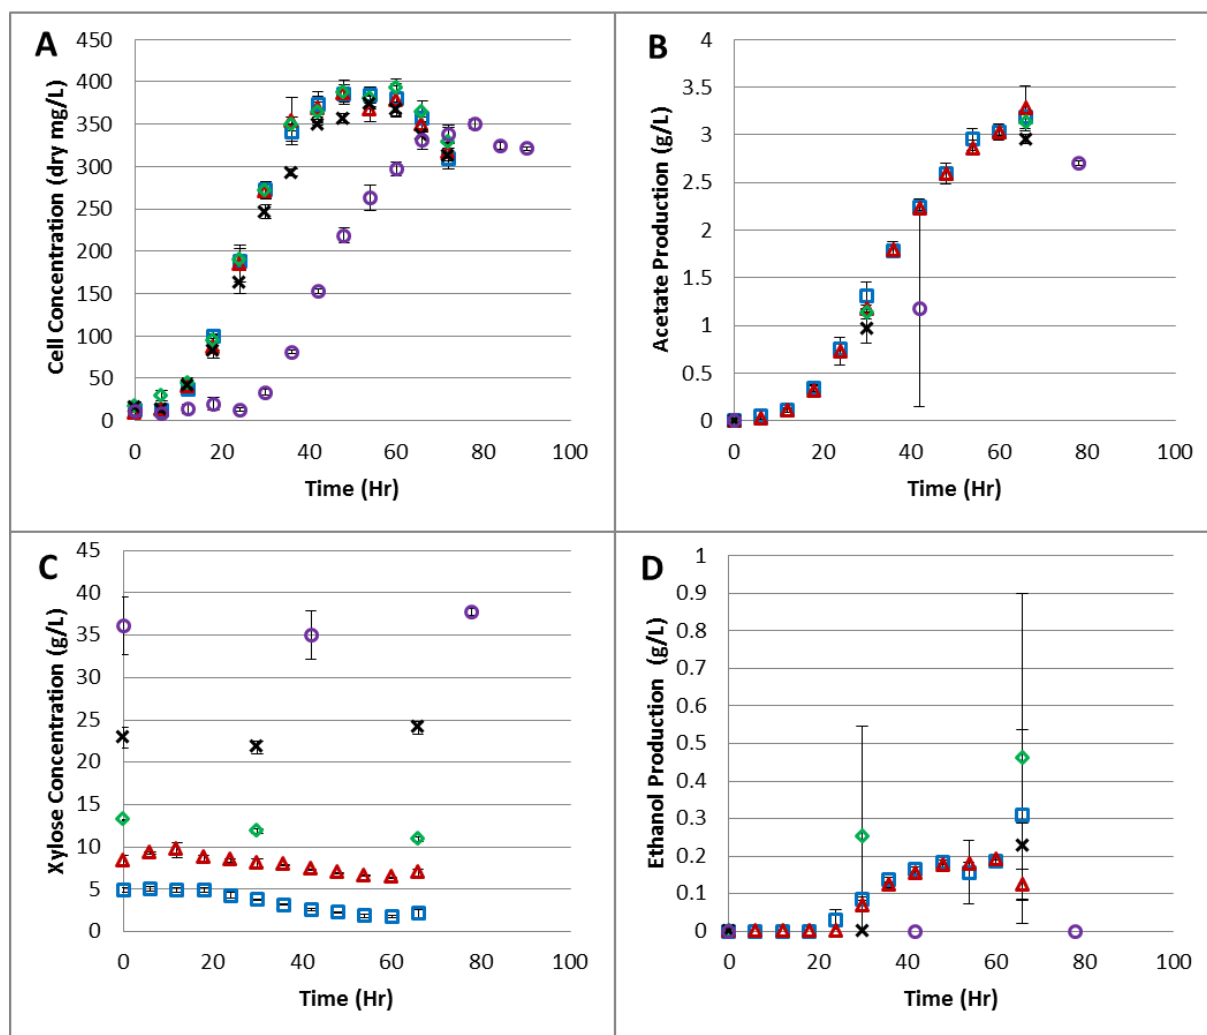 A
Cell Concentration (dry mg/L)
450
400
350
300
250
200
150
100
50
0
0 20 40 60 80 100
Time (Hr)
B
Acetate Production (g/L)
4
3.5
3
2.5
2
1.5
1
0.5
0
0 20 40 60 80 100
Time (Hr)
C
Xylose Concentration (g/L)
45
40
35
30
25
20
15
10
5
0
0 20 40 60 80 100
Time (Hr)
D
Ethanol Production (g/L)
1
0.9
0.8
0.7
0.6
0.5
0.4
0.3
0.2
0.1
0
0 20 40 60 80 100
Time (Hr)